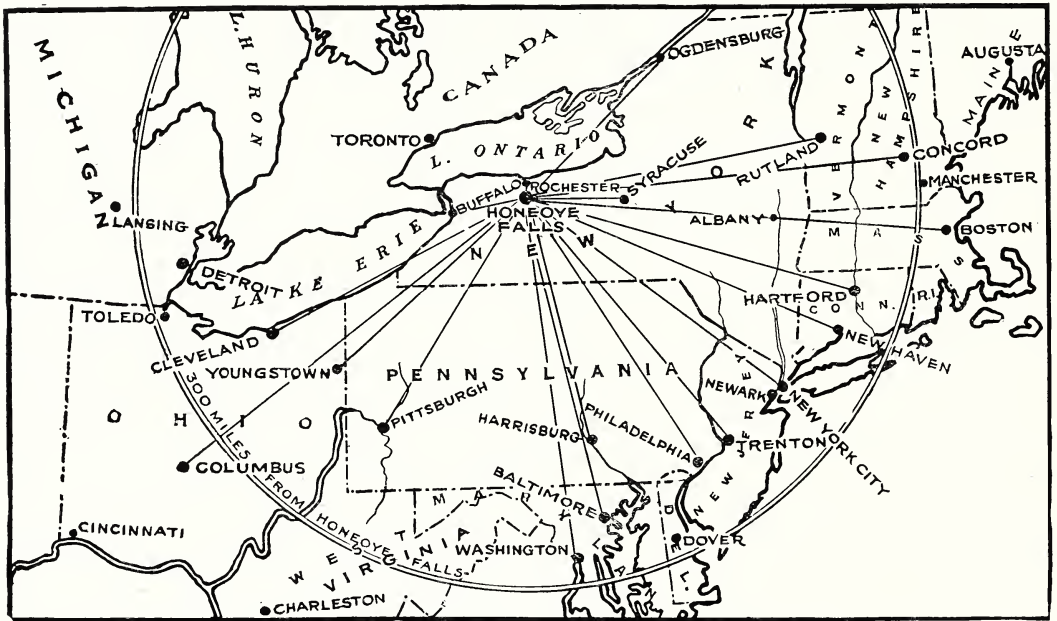 MICHIGAN
L. HURON
CANADA
OGDENSBURG
AUGUSTA
MAINE
VERMONT
NEW HAMPSHIRE
TORONTO
L. ONTARIO
SYRACUSE
RUTLAND
CONCORD
MANCHESTER
BUFFALO
ROCHESTER
HONEOYE
FALLS
NEW YORK
ALBANY
BOSTON
MASS
LANSING
DETROIT
LAKE ERIE
HARTFORD
CONN.
R.I.
TOLEDO
CLEVELAND
NEW HAVEN
YOUNGSTOWN
PENNSYLVANIA
NEWARK
NEW YORK CITY
OHIO
PITTSBURGH
HARRISBURG
PHILADELPHIA
TRENTON
NEW JERSEY
COLUMBUS
300 MILES FROM HONEOYE FALLS
BALTIMORE
MARYLAND
CINCINNATI
WEST
VIRGINIA
WASHINGTON
DOVER
DEL
CHARLESTON